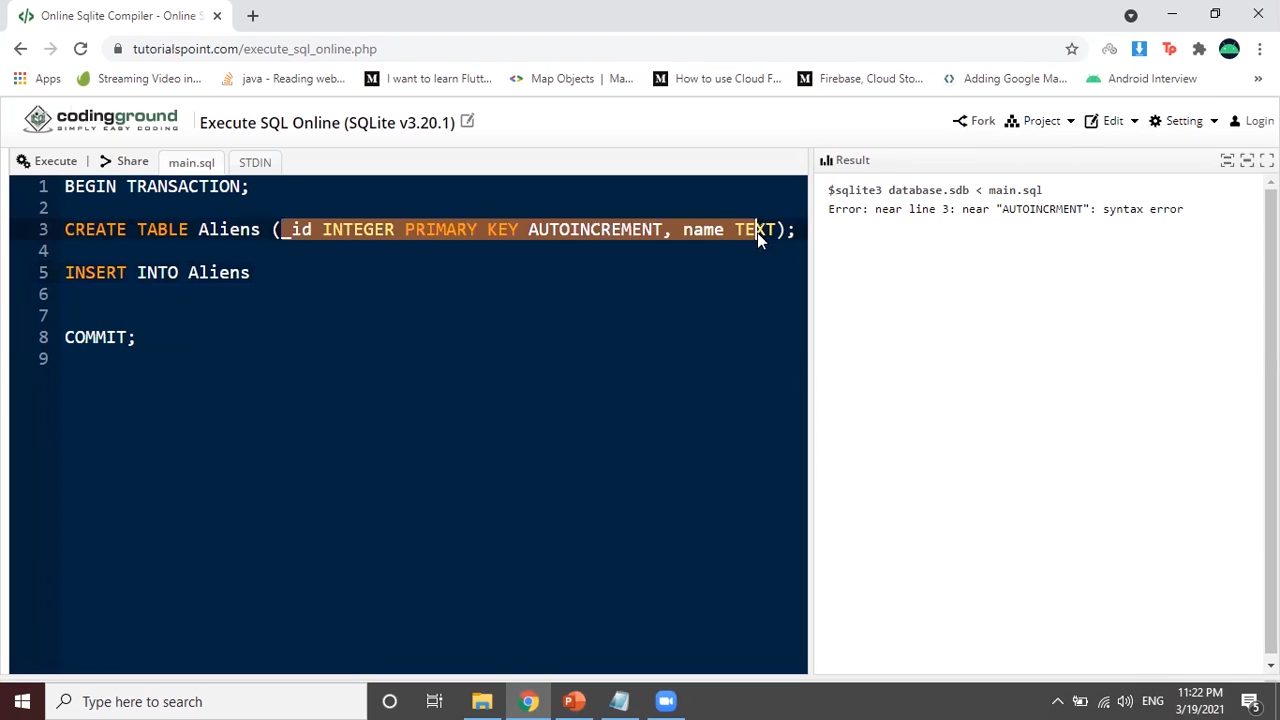 Online Sqlite Compiler - Online S
tutorialspoint.com/execute_sql_online.php
Apps Streaming Video in... java - Reading web... I want to learn Flutt... Map Objects | Ma... How to use Cloud F... Firebase, Cloud Sto... Adding Google Ma... Android Interview »
codingground
SIMPLY EASY CODING
Execute SQL Online (SQLite v3.20.1)
Fork Project Edit Setting Login
Execute | Share main.sql STDIN
Result
1 BEGIN TRANSACTION;
2
3 CREATE TABLE Aliens (_id INTEGER PRIMARY KEY AUTOINCREMENT, name TEXT);
4
5 INSERT INTO Aliens
6
7
8 COMMIT;
9
$sqlite3 database.sdb < main.sql
Error: near line 3: near "AUTOINCRMENT": syntax error
Type here to search
ENG
11:22 PM
3/19/2021
5